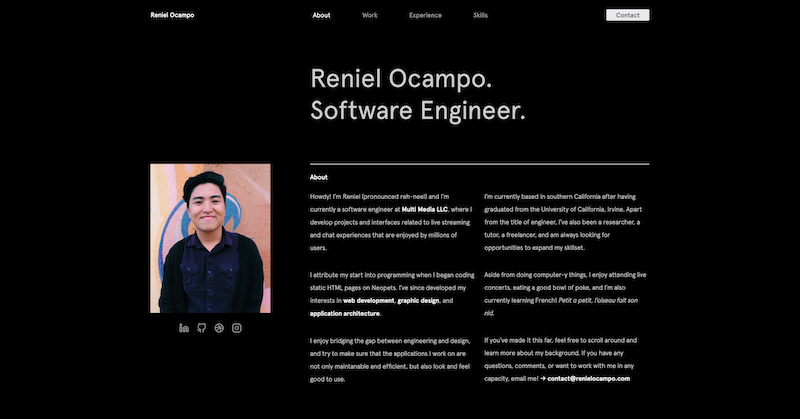 Reniel Ocampo
About
Work
Experience
Skills
Contact
Reniel Ocampo.
Software Engineer.
About
Howdy! I'm Reniel (pronounced reh-neel) and I'm
currently a software engineer at Multi Media LLC, where I
develop projects and interfaces related to live streaming
and chat experiences that are enjoyed by millions of
users.
I attribute my start into programming when I began coding
static HTML pages on Neopets. I've since developed my
interests in web development, graphic design, and
application architecture.
I enjoy bridging the gap between engineering and design,
and try to make sure that the applications I work on are
not only maintanable and efficient, but also look and feel
good to use.
I'm currently based in southern California after having
graduated from the University of California, Irvine. Apart
from the title of engineer, I've also been a researcher, a
tutor, a freelancer, and am always looking for
opportunities to expand my skillset.
Aside from doing computer-y things, I enjoy attending live
concerts, eating a good bowl of poke, and I'm also
currently learning French! Petit a petit, l'oiseau fait son
nid.
If you've made it this far, feel free to scroll around and
learn more about my background. If you have any
questions, comments, or want to work with me in any
capacity, email me! → contact@renielocampo.com